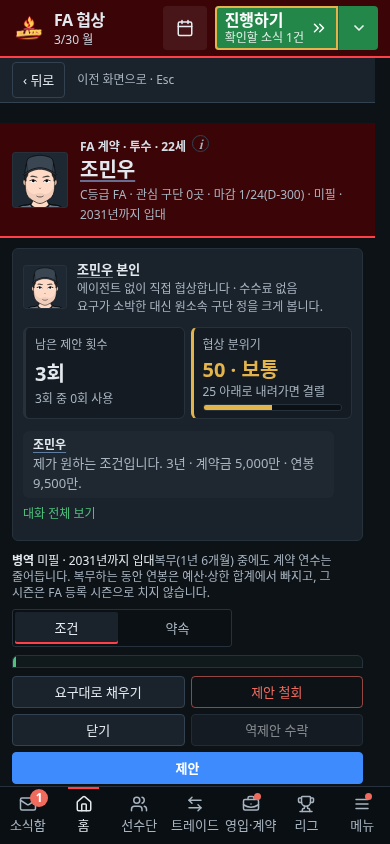 FA 협상
3/30 월
진행하기
확인할 소식 1건
‹ 뒤로
이전 화면으로 · Esc
FA 계약 · 투수 · 22세 i
조민우
C등급 FA · 관심 구단 0곳 · 마감 1/24(D-300) · 미필 ·
2031년까지 입대
조민우 본인
에이전트 없이 직접 협상합니다 · 수수료 없음
요구가 소박한 대신 원소속 구단 정을 크게 봅니다.
남은 제안 횟수
3회
3회 중 0회 사용
협상 분위기
50 · 보통
25 아래로 내려가면 결렬
조민우
제가 원하는 조건입니다. 3년 · 계약금 5,000만 · 연봉
9,500만.
대화 전체 보기
병역 미필 · 2031년까지 입대복무(1년 6개월) 중에도 계약 연수는
줄어듭니다. 복무하는 동안 연봉은 예산·상한 합계에서 빠지고, 그
시즌은 FA 등록 시즌으로 치지 않습니다.
조건
약속
요구대로 채우기
제안 철회
닫기
역제안 수락
제안
1
소식함
홈
선수단
트레이드
영입·계약
리그
메뉴